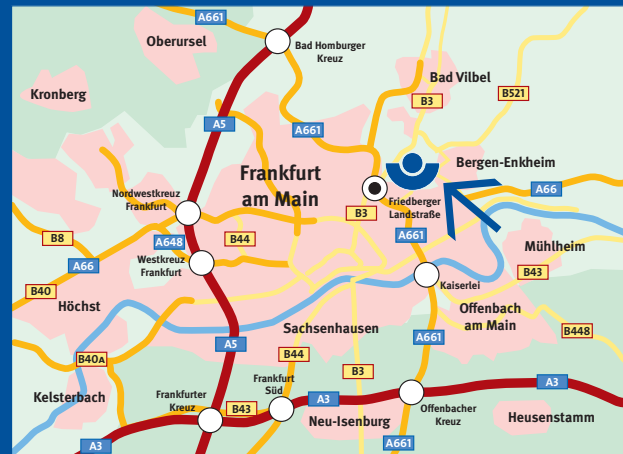 A661
Oberursel
Bad Homburger
Kreuz
Bad Vilbel
Kronberg
B3
B521
A5
A661
Frankfurt
am Main
Bergen-Enkheim
Nordwestkreuz
Frankfurt
Friedberger
Landstraße
A66
B3
B8
A648
B44
A661
Mühlheim
Westkreuz
Frankfurt
A66
B43
B40
Kaiserlei
Höchst
Offenbach
am Main
Sachsenhausen
B448
A5
A661
B40A
B44
B3
Kelsterbach
Frankfurt
Süd
A3
Frankfurter
Kreuz
B43
A3
Offenbacher
Kreuz
Neu-Isenburg
Heusenstamm
A3
A661